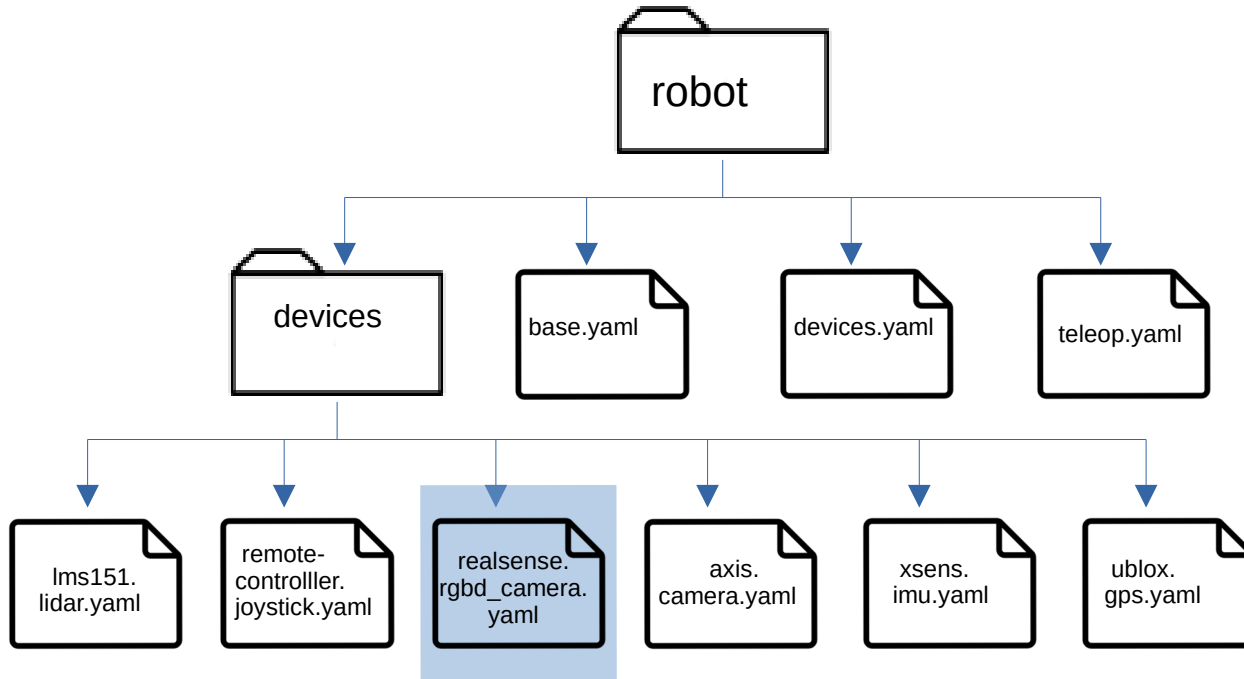 robot
devices
base.yaml
devices.yaml
teleop.yaml
lms151.
lidar.yaml
remote-
controlller.
joystick.yaml
realsense.
rgbd_camera.
yaml
axis.
camera.yaml
xsens.
imu.yaml
ublox.
gps.yaml